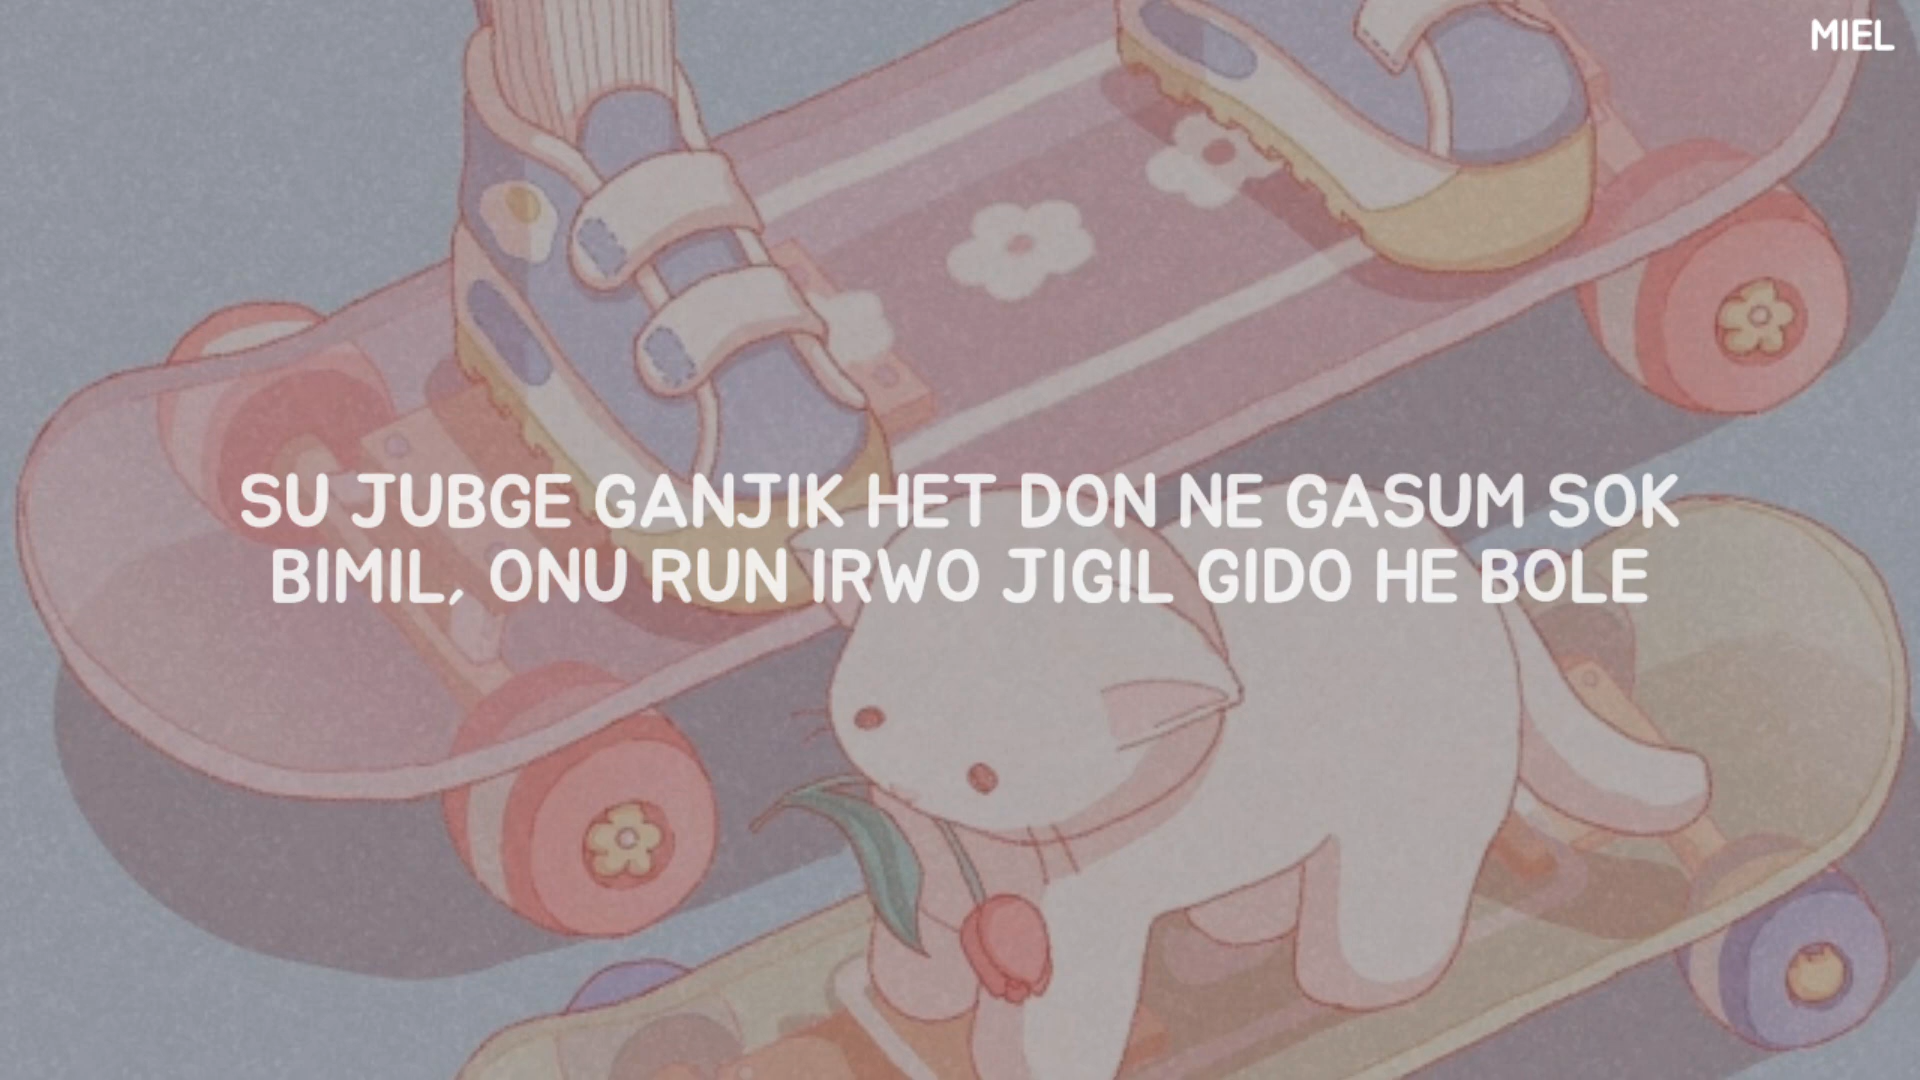 MIEL
SU JUBGE GANJIK HET DON NE GASUM SOK
BIMIL, ONU RUN IRWO JIGIL GIDO HE BOLE